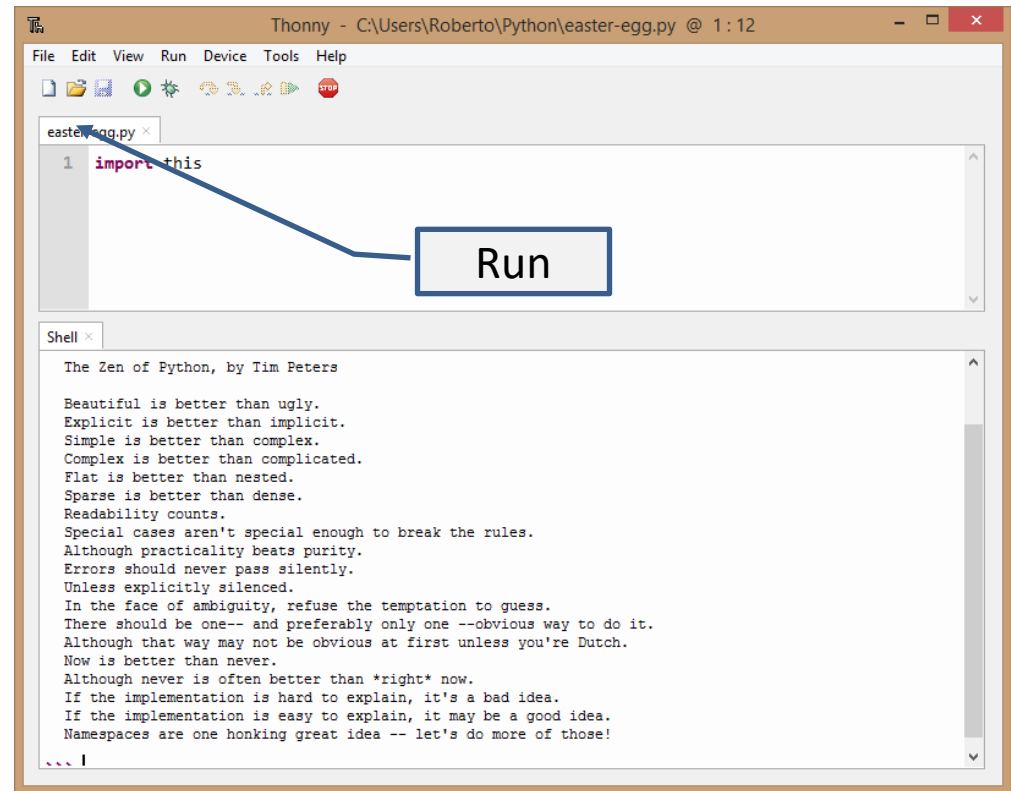 Thonny - C:\Users\Roberto\Python\easter-egg.py @ 1 : 12
File Edit View Run Device Tools Help
STOP
easter-egg.py
1 import this
Run
Shell
The Zen of Python, by Tim Peters
Beautiful is better than ugly.
Explicit is better than implicit.
Simple is better than complex.
Complex is better than complicated.
Flat is better than nested.
Sparse is better than dense.
Readability counts.
Special cases aren't special enough to break the rules.
Although practicality beats purity.
Errors should never pass silently.
Unless explicitly silenced.
In the face of ambiguity, refuse the temptation to guess.
There should be one-- and preferably only one --obvious way to do it.
Although that way may not be obvious at first unless you're Dutch.
Now is better than never.
Although never is often better than *right* now.
If the implementation is hard to explain, it's a bad idea.
If the implementation is easy to explain, it may be a good idea.
Namespaces are one honking great idea -- let's do more of those!